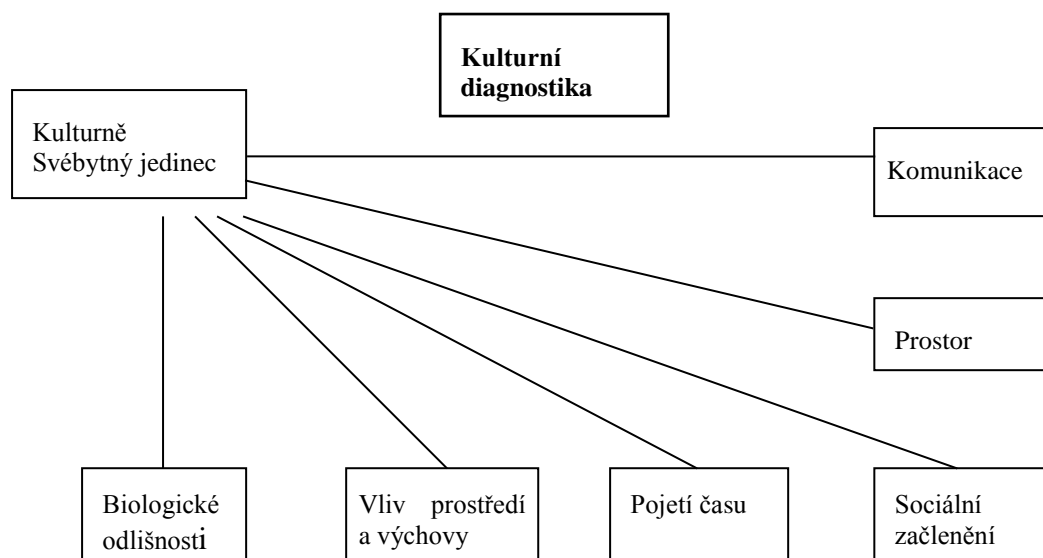 Kulturní
diagnostika
Kulturně
Svébytný jedinec
Komunikace
Prostor
Biologické
odlišnosti
Vliv prostředí
a výchovy
Pojetí času
Sociální
začlenění